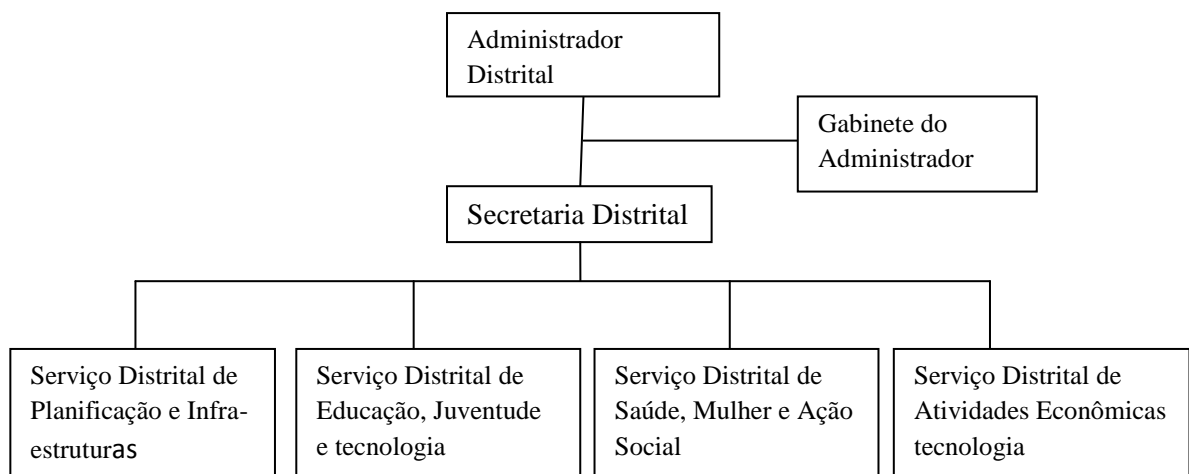 Administrador
Distrital
Gabinete do
Administrador
Secretaria Distrital
Serviço Distrital de
Planificação e Infra-
estruturas
Serviço Distrital de
Educação, Juventude
e tecnologia
Serviço Distrital de
Saúde, Mulher e Ação
Social
Serviço Distrital de
Atividades Econômicas
tecnologia